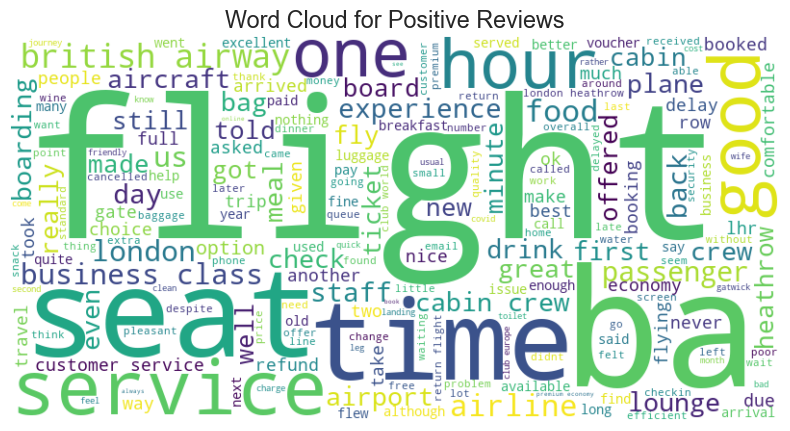 Word Cloud for Positive Reviews
journey
went
excellent
one
hour
served
better
voucher
received
cost
british airway
thank
see
customer
premium
cabin
rather
able
booked
people
arrived
money
aircraft
board
much
around
plane
wine
know
bag
paid
nothing
experience
return
london heathrow
last
delay
many
still
told
dinner
breakfast
number
food
overall
row
want
online
full
asked
fly
luggage
minute
ok
delayed
comfortable
boarding
point
friendly
came
us
got
pay
usual
called
wife
good
made
cancelled
help
later
meal
given
going
small
quality
work
offered
back
security
business
really
day
use
trip
fine
club world
make
booking
flight
gate
baggage
year
queue
ticket
new
covid
best
call
home
late
lhr
took
standard
choice
option
used
quick
email
drink
first
water
without
crew
thing
extra
phone
found
nice
say
seem
quite
london
check
great
passenger
heathrow
snack
business class
another
little
issue
enough
economy
gatwick
second
clean
staff
cabin crew
screen
never
travel
even
despite
need
book
two
landing
toilet
go
flying
think
pleasant
well
old
change
waiting
time
said
felt
left
poor
seat
price
offer
line
leg
return flight
club europe
didnt
ba
month
wait
customer service
refund
take
free
problem
available
checkin
bad
service
next
charge
airport
lot
premium economy
find
lounge
due
feel
always
way
flew
although
airline
long
efficient
arrival